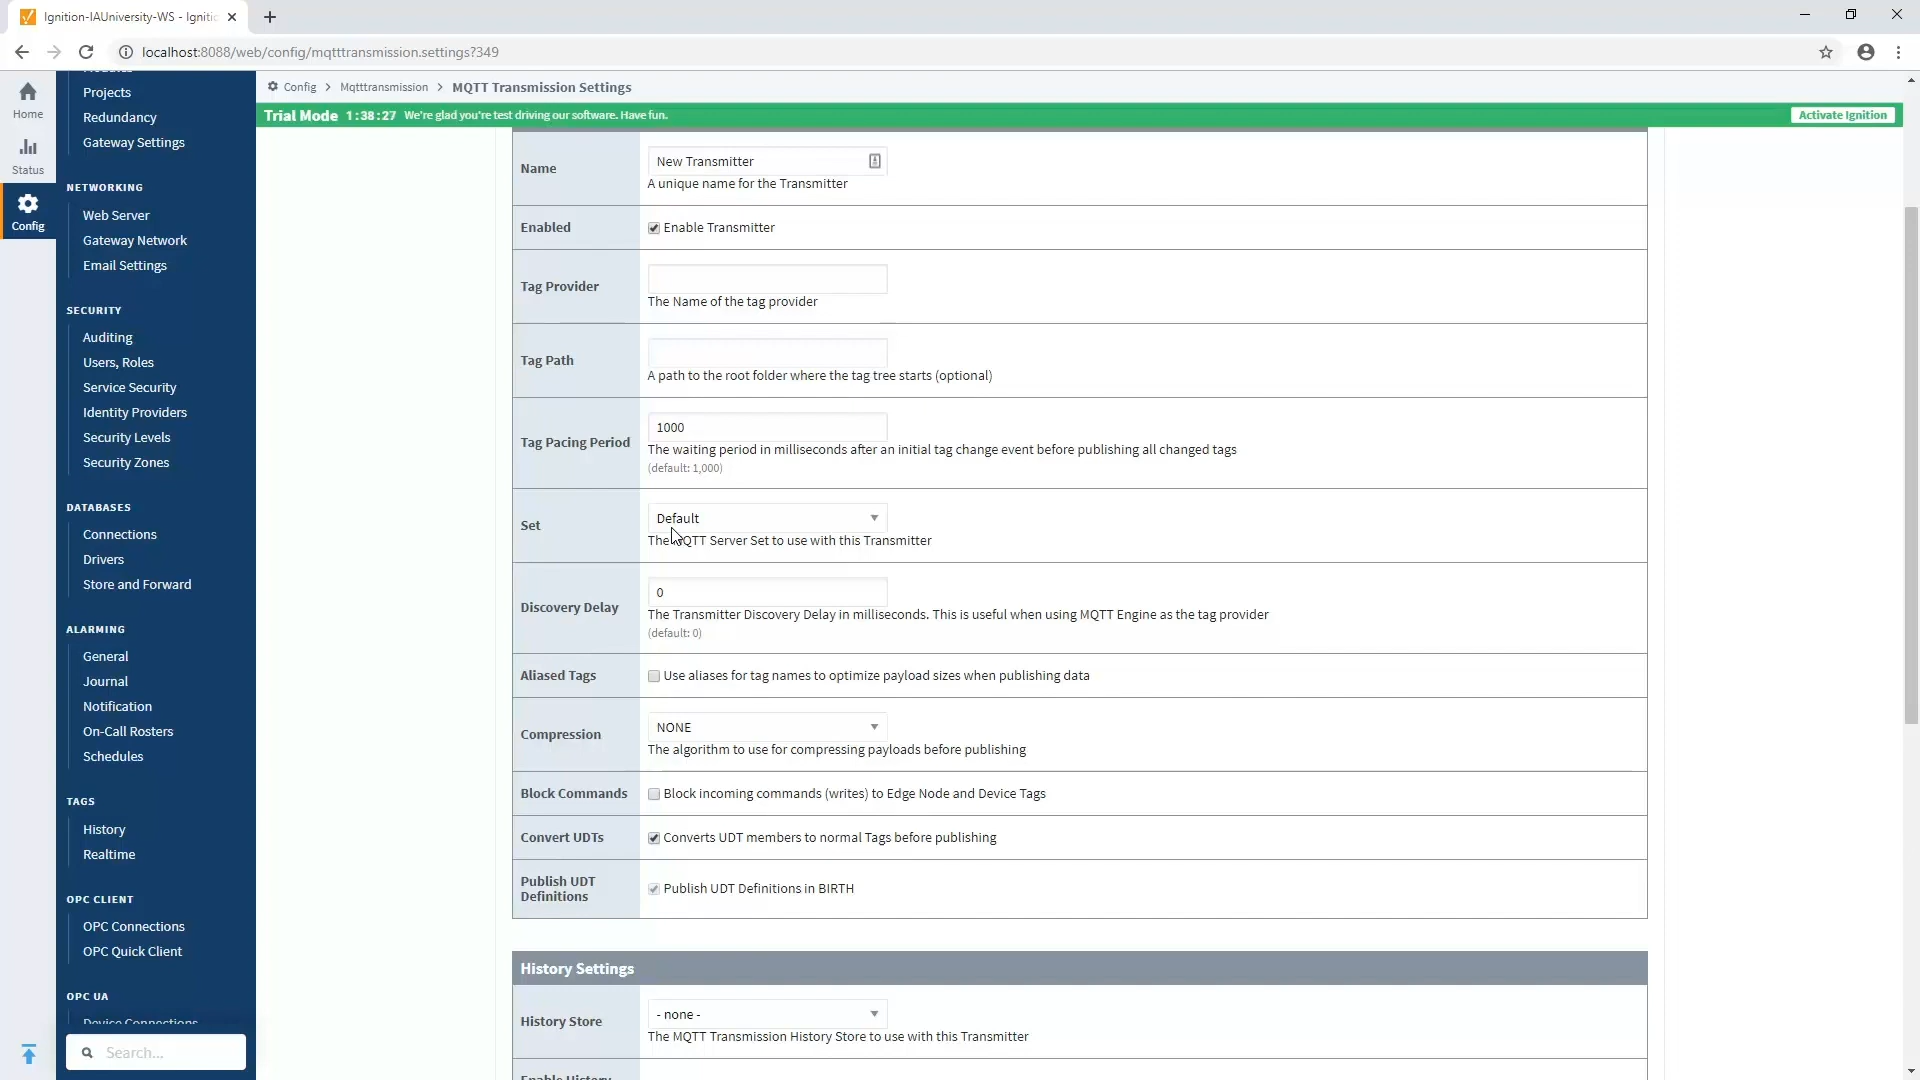 Ignition-IAUniversity-WS - Igniti
localhost:8088/web/config/mqtttransmission.settings?349
Home
Status
Config
Projects
Redundancy
Gateway Settings
NETWORKING
Web Server
Gateway Network
Email Settings
SECURITY
Auditing
Users, Roles
Service Security
Identity Providers
Security Levels
Security Zones
DATABASES
Connections
Drivers
Store and Forward
ALARMING
General
Journal
Notification
On-Call Rosters
Schedules
TAGS
History
Realtime
OPC CLIENT
OPC Connections
OPC Quick Client
OPC UA
Device Connections
Search...
Config > Mqtttransmission > MQTT Transmission Settings
Trial Mode 1:38:27 We're glad you're test driving our software. Have fun.
Activate Ignition
Name
New Transmitter
A unique name for the Transmitter
Enabled
Enable Transmitter
Tag Provider
The Name of the tag provider
Tag Path
A path to the root folder where the tag tree starts (optional)
Tag Pacing Period
1000
The waiting period in milliseconds after an initial tag change event before publishing all changed tags
(default: 1,000)
Set
Default
The MQTT Server Set to use with this Transmitter
Discovery Delay
0
The Transmitter Discovery Delay in milliseconds. This is useful when using MQTT Engine as the tag provider
(default: 0)
Aliased Tags
Use aliases for tag names to optimize payload sizes when publishing data
Compression
NONE
The algorithm to use for compressing payloads before publishing
Block Commands
Block incoming commands (writes) to Edge Node and Device Tags
Convert UDTs
Converts UDT members to normal Tags before publishing
Publish UDT
Definitions
Publish UDT Definitions in BIRTH
History Settings
History Store
- none -
The MQTT Transmission History Store to use with this Transmitter
Enable History